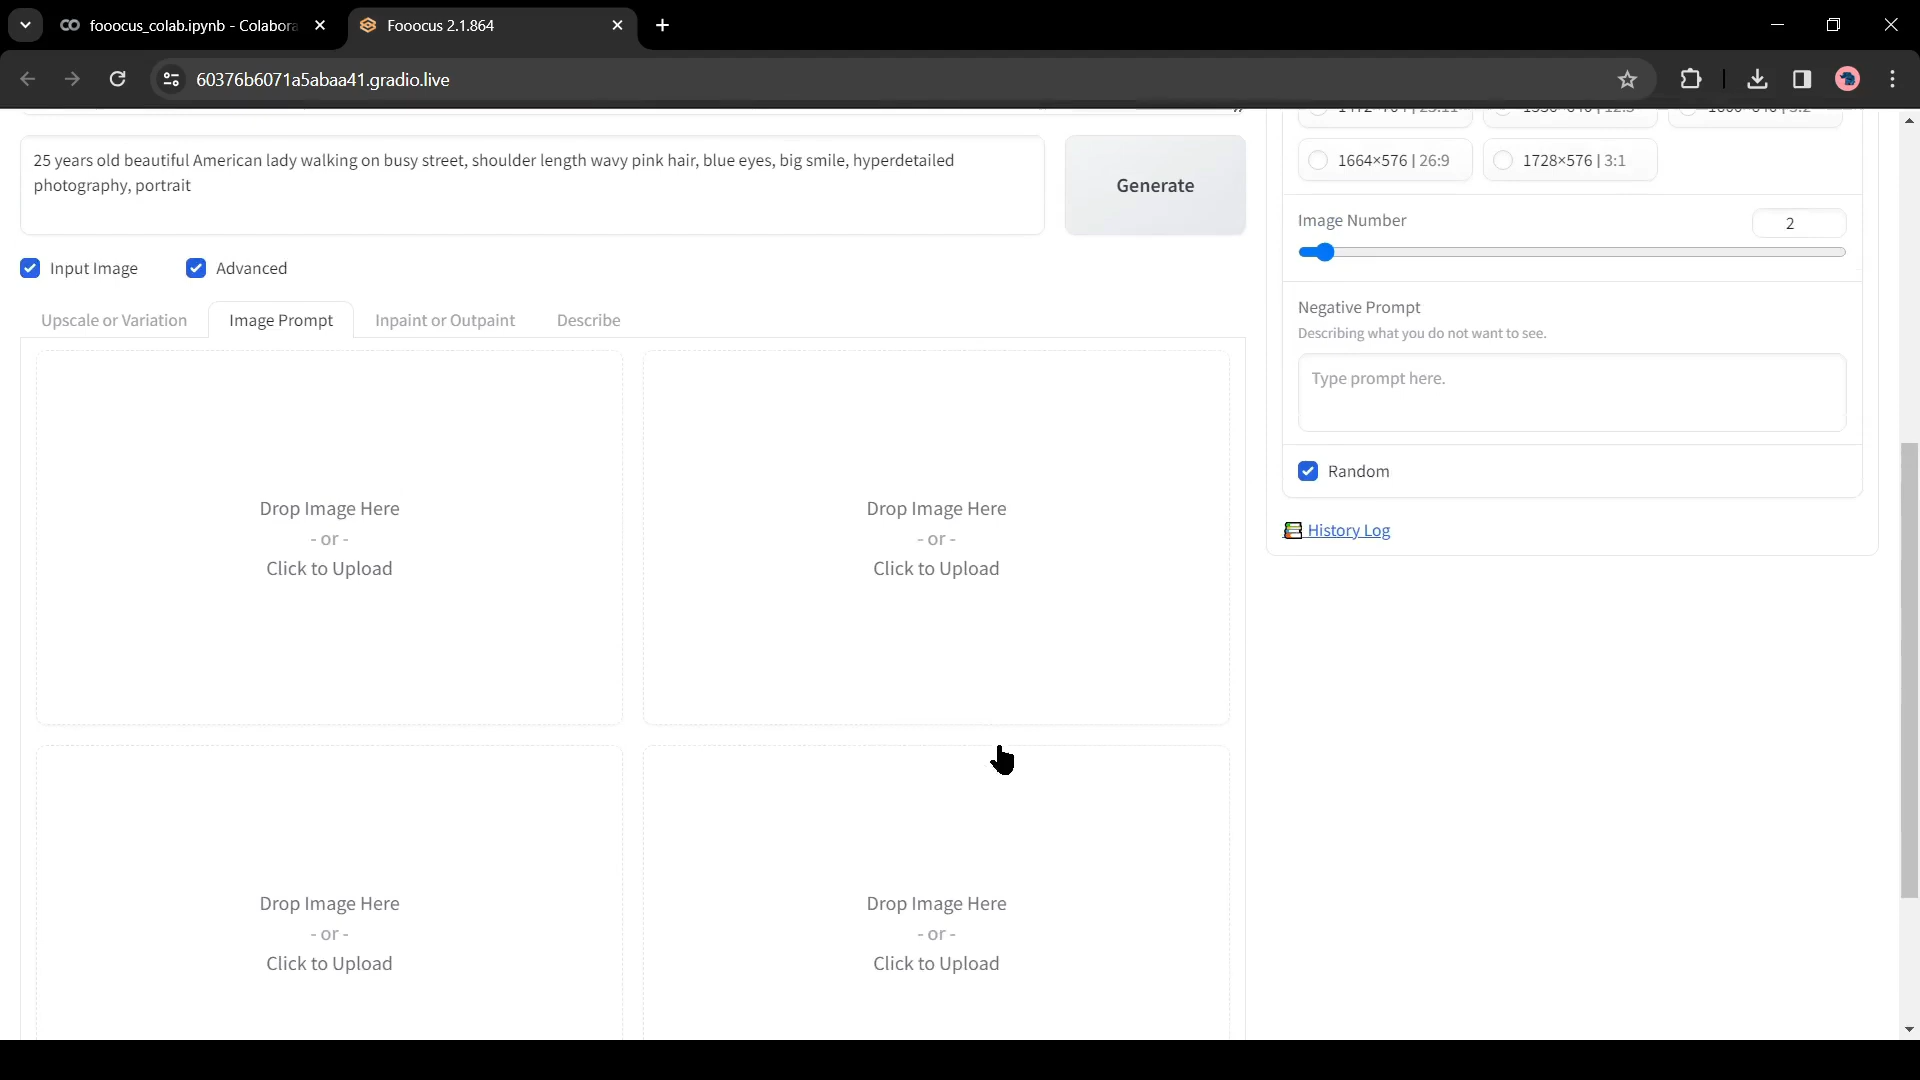 fooocus_colab.ipynb - Colabora
Fooocus 2.1.864
60376b6071a5abaa41.gradio.live
25 years old beautiful American lady walking on busy street, shoulder length wavy pink hair, blue eyes, big smile, hyperdetailed
photography, portrait
Generate
Input Image
Advanced
Upscale or Variation
Image Prompt
Inpaint or Outpaint
Describe
Drop Image Here
- or -
Click to Upload
Drop Image Here
- or -
Click to Upload
Drop Image Here
- or -
Click to Upload
Drop Image Here
- or -
Click to Upload
1664×576 | 26:9
1728×576 | 3:1
Image Number
2
Negative Prompt
Describing what you do not want to see.
Type prompt here.
Random
History Log